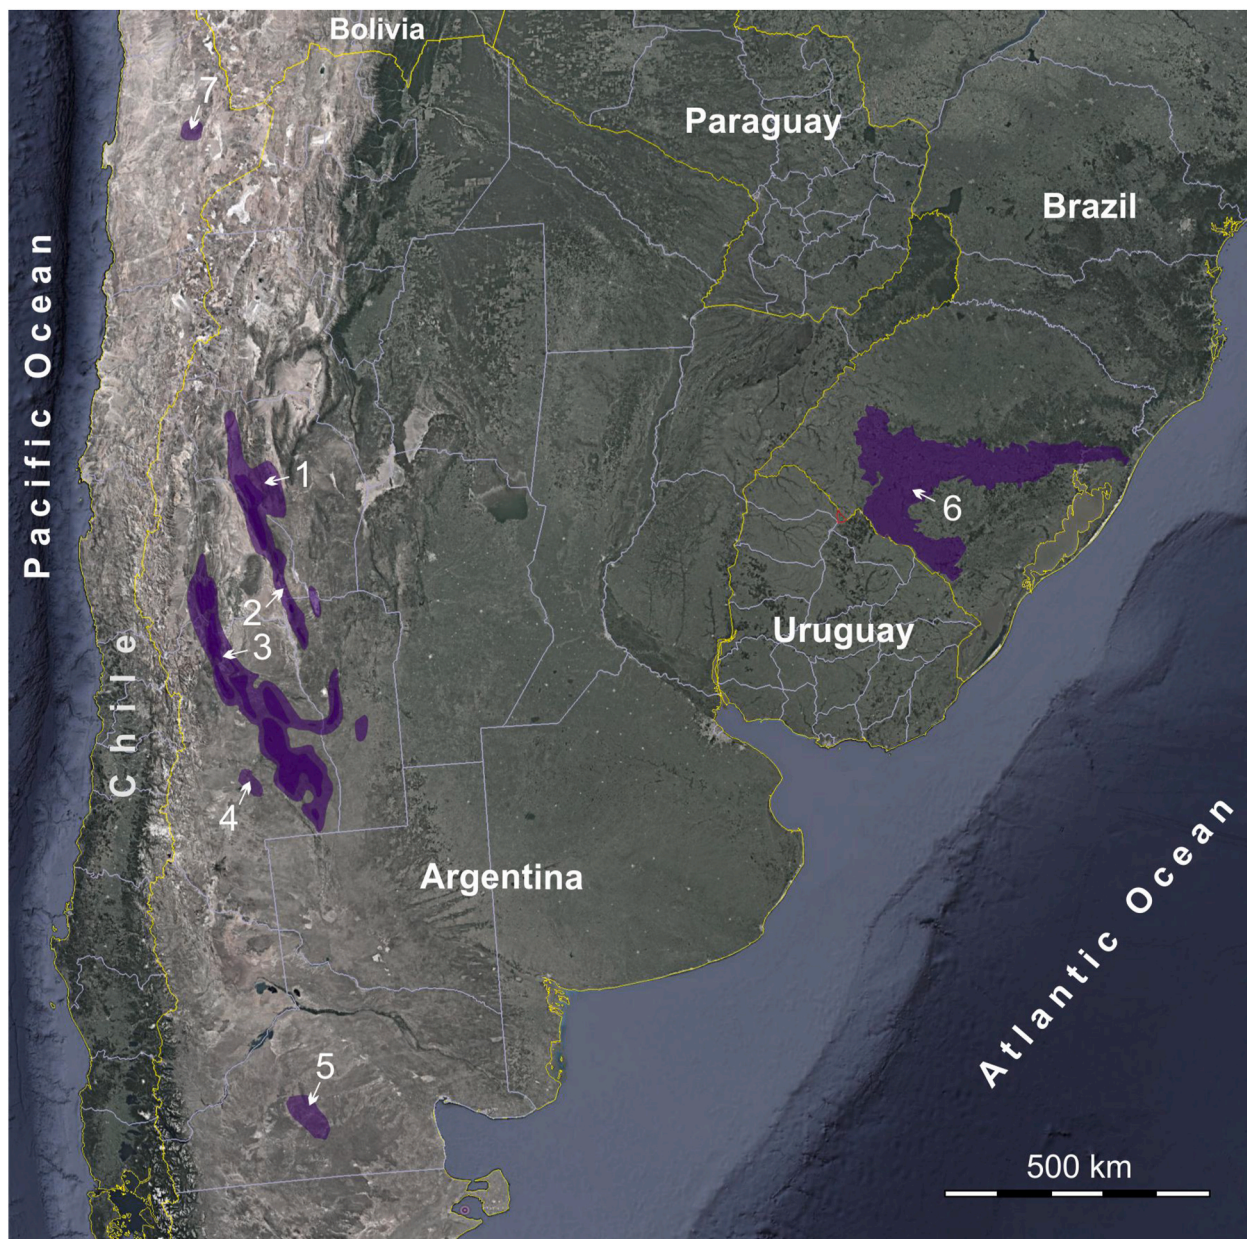 Bolivia
7
Paraguay
Brazil
Pacific Ocean
1
6
2
3
Uruguay
Chile
4
Argentina
Atlantic Ocean
5
500 km